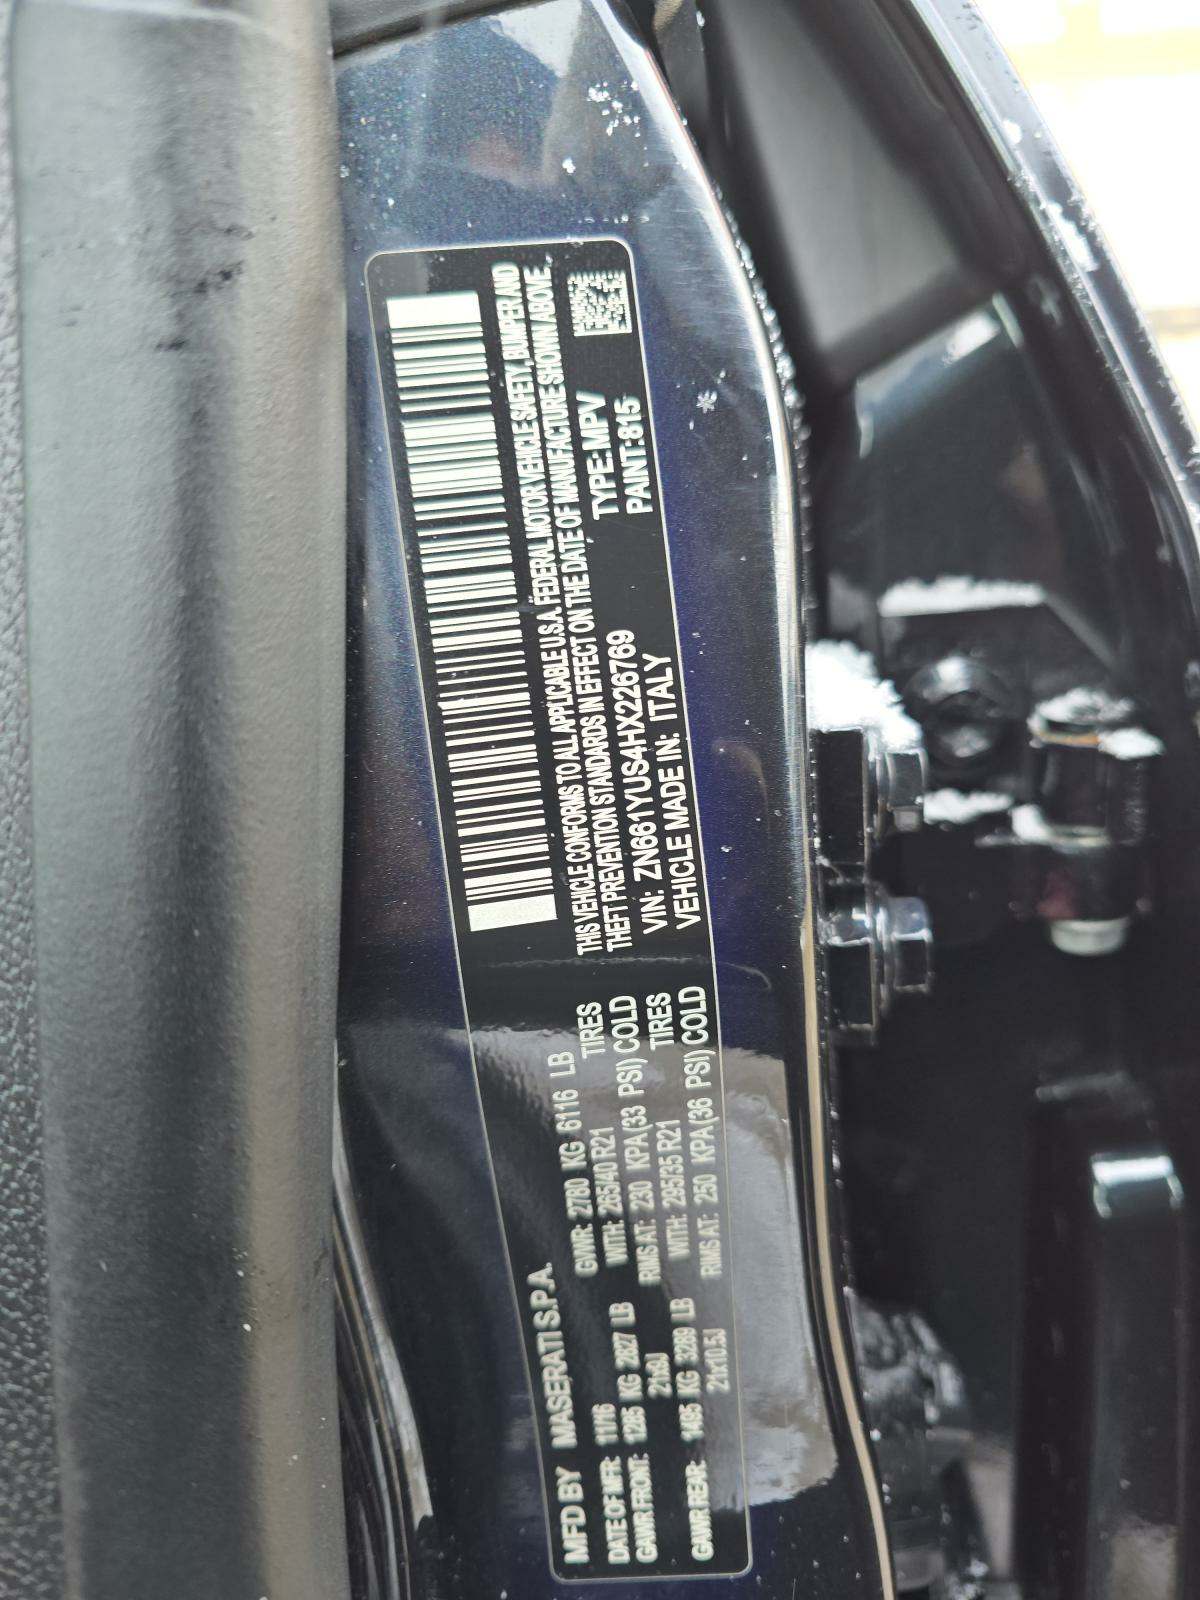 MFD BY MASERATI S.P.A.
DATE OF MFR: 11/16 GVWR: 2780 KG 6116 LB
GAWR FRONT: 1285 KG 2827 LB WITH: 265/40 R21 TIRES
21x9J RIMS AT: 230 KPA(33 PSI) COLD
GAWR REAR: 1495 KG 3289 LB WITH: 295/35 R21 TIRES
21x10.5J RIMS AT: 250 KPA(36 PSI) COLD
THIS VEHICLE CONFORMS TO ALL APPLICABLE U.S.A. FEDERAL MOTOR VEHICLE SAFETY, BUMPER AND
THEFT PREVENTION STANDARDS IN EFFECT ON THE DATE OF MANUFACTURE SHOWN ABOVE.
VIN: ZN661YUS4HX226769 TYPE: MPV
VEHICLE MADE IN: ITALY PAINT: 815